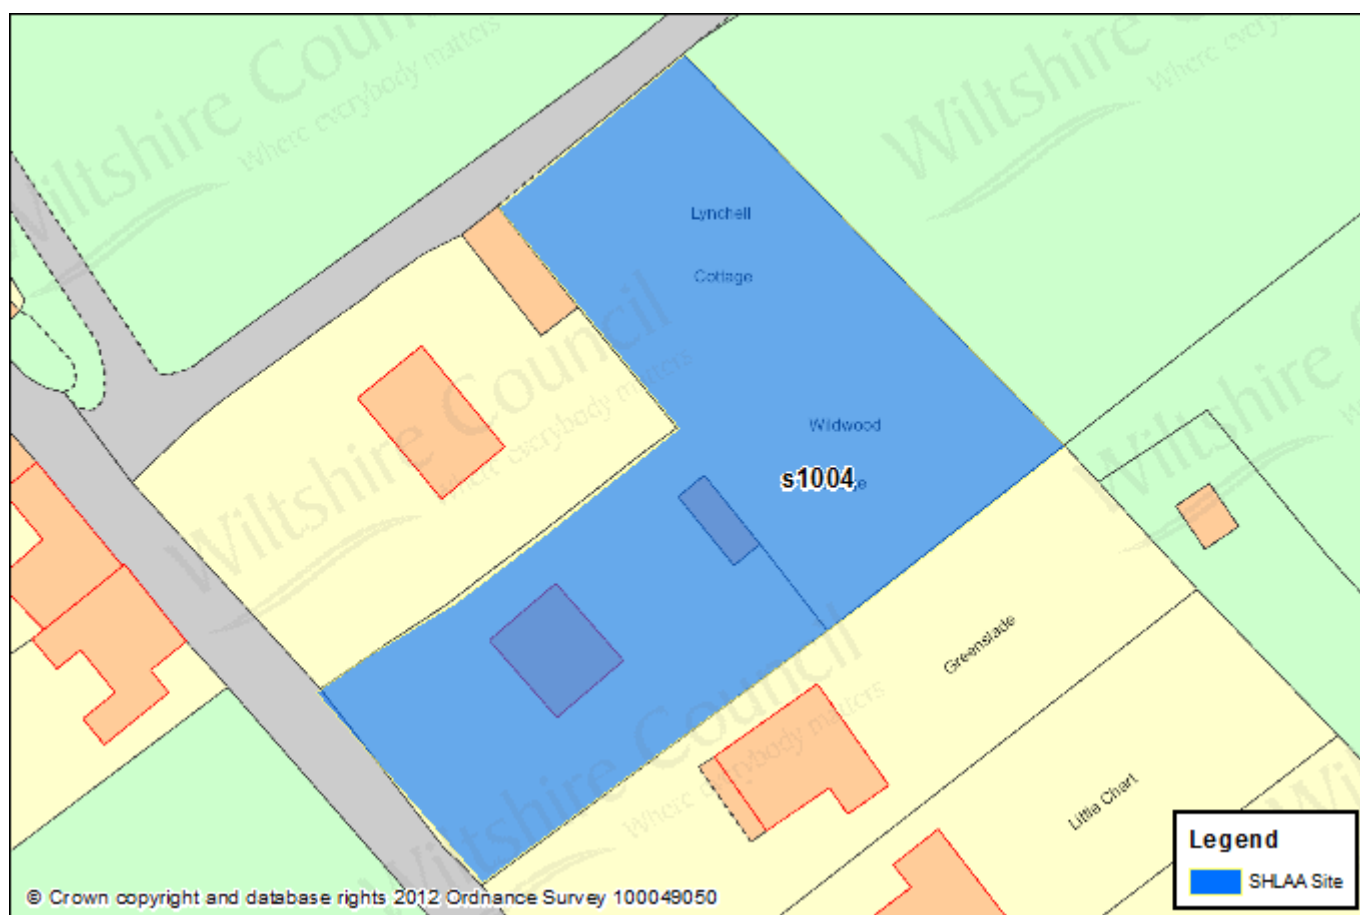 Wiltshire Council
Where everybody matters
Lynchell
Cottage
Wildwood
s1004
Greenslade
Little Chart
Legend
SHLAA Site
© Crown copyright and database rights 2012 Ordnance Survey 100049050